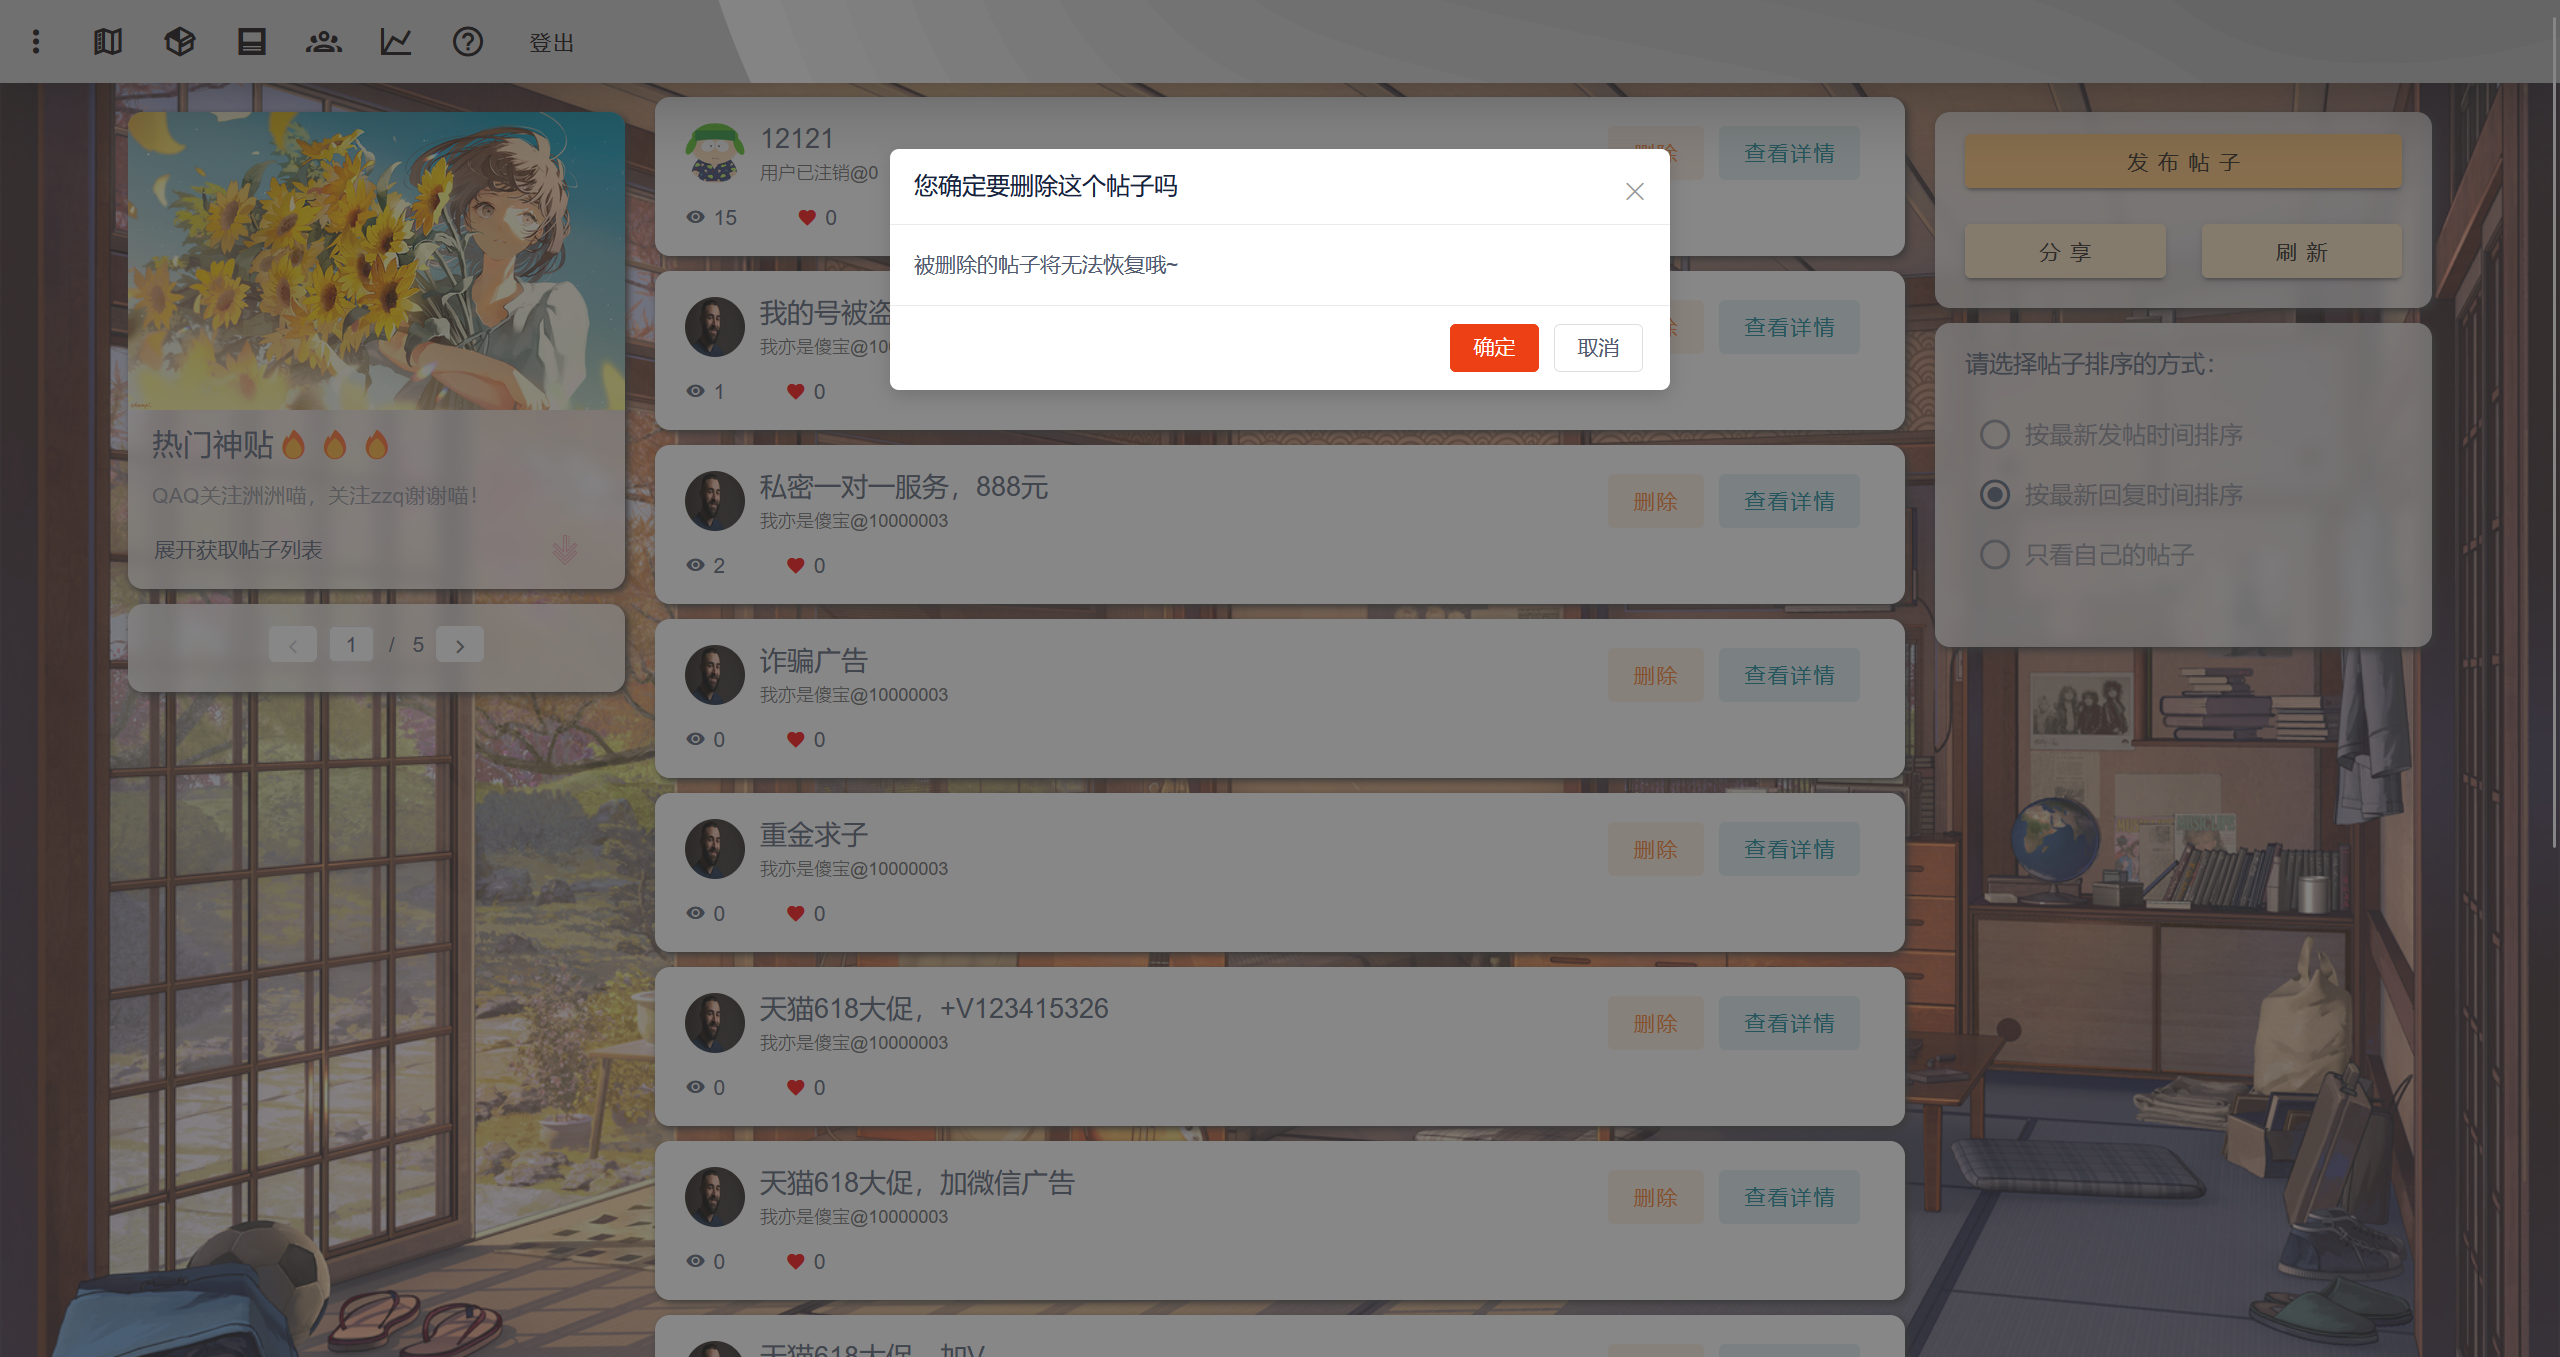 登出
热门神贴🔥🔥🔥
QAQ关注洲洲喵，关注zzq谢谢喵！
展开获取帖子列表
1 / 5
12121
用户已注销@0
15 0
查看详情
我的号被盗
我亦是傻宝@10
1 0
查看详情
您确定要删除这个帖子吗
被删除的帖子将无法恢复哦~
确定 取消
私密一对一服务，888元
我亦是傻宝@10000003
2 0
删除 查看详情
诈骗广告
我亦是傻宝@10000003
0 0
删除 查看详情
重金求子
我亦是傻宝@10000003
0 0
删除 查看详情
天猫618大促，+V123415326
我亦是傻宝@10000003
0 0
删除 查看详情
天猫618大促，加微信广告
我亦是傻宝@10000003
0 0
删除 查看详情
天猫618大促，加V
发布帖子
分享 刷新
请选择帖子排序的方式：
按最新发帖时间排序
按最新回复时间排序
只看自己的帖子